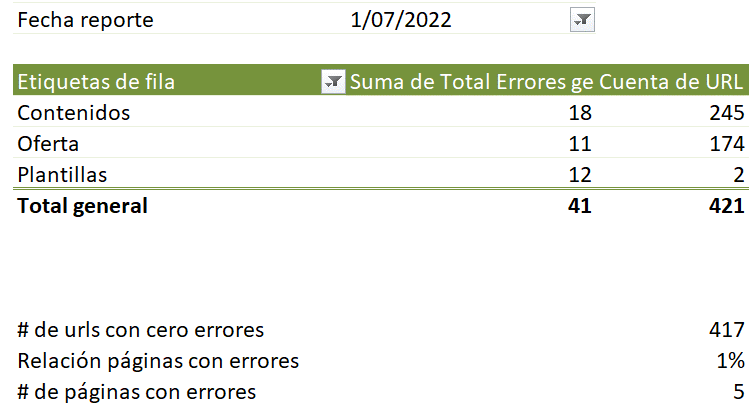 Fecha reporte 1/07/2022
Etiquetas de fila Suma de Total Errores ge Cuenta de URL
Contenidos 18 245
Oferta 11 174
Plantillas 12 2
Total general 41 421
# de urls con cero errores 417
Relación páginas con errores 1%
# de páginas con errores 5